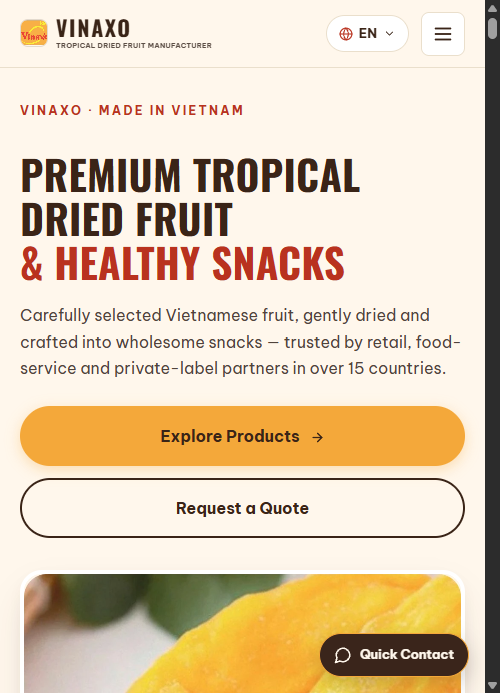 Vinaxo
VINAXO
TROPICAL DRIED FRUIT MANUFACTURER
EN
VINAXO · MADE IN VIETNAM
PREMIUM TROPICAL
DRIED FRUIT
& HEALTHY SNACKS
Carefully selected Vietnamese fruit, gently dried and
crafted into wholesome snacks — trusted by retail, food-
service and private-label partners in over 15 countries.
Explore Products →
Request a Quote
Quick Contact